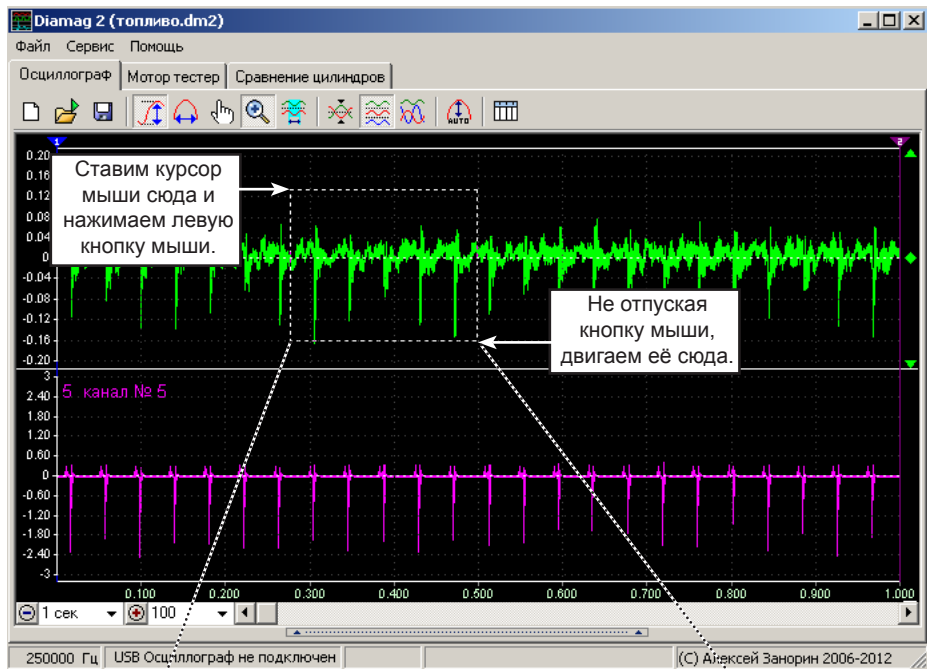 Diamag 2 (топливо.dm2)
Файл Сервис Помощь
Осциллограф Мотор тестер Сравнение цилиндров
AUTO
1 2
0.20
0.16
0.12
0.08
0.04
0
-0.04
-0.08
-0.12
-0.16
-0.20
Ставим курсор
мыши сюда и
нажимаем левую
кнопку мыши.
Не отпуская
кнопку мыши,
двигаем её сюда.
3
2.40
1.80
1.20
0.60
0
-0.60
-1.20
-1.80
-2.40
-3
5 канал № 5
0.100 0.200 0.300 0.400 0.500 0.600 0.700 0.800 0.900 1.000
1 сек 100
250000 Гц USB Осциллограф не подключен (C) Алексей Занорин 2006-2012